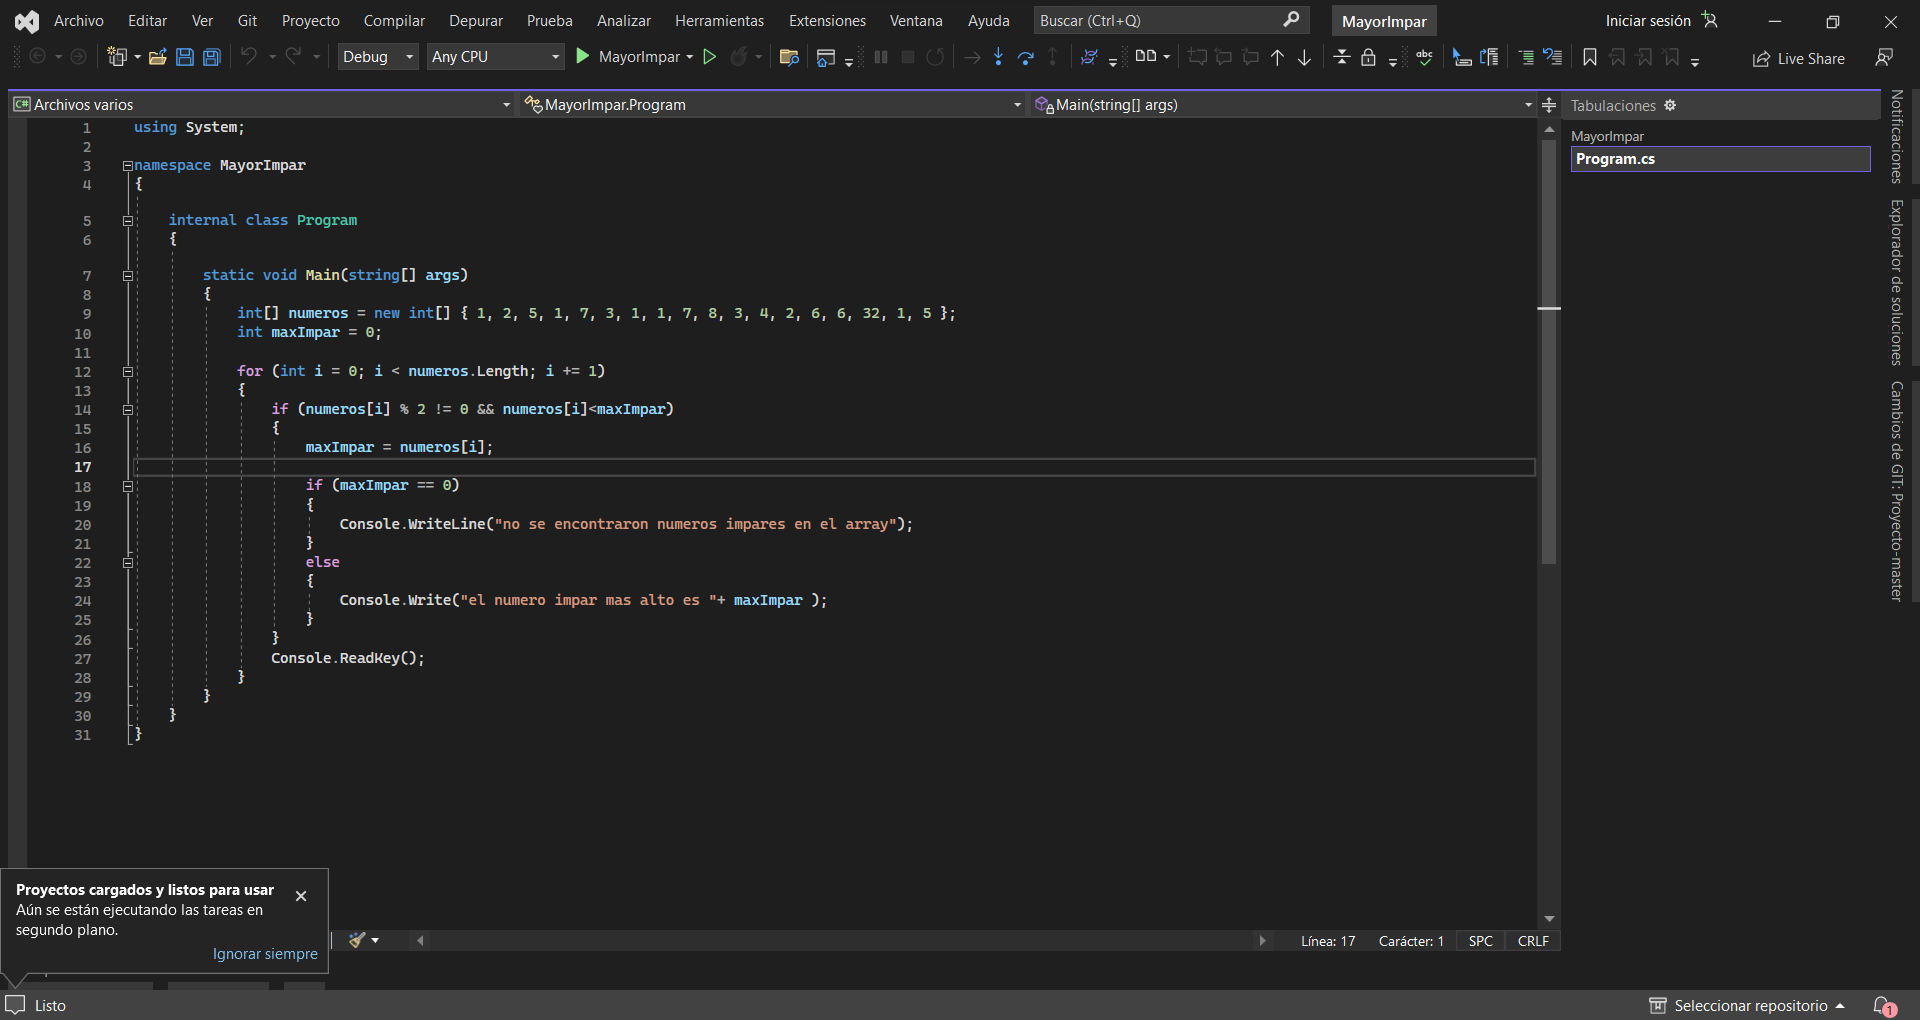 Archivo Editar Ver Git Proyecto Compilar Depurar Prueba Analizar Herramientas Extensiones Ventana Ayuda Buscar (Ctrl+Q) MayorImpar Iniciar sesión
Debug Any CPU MayorImpar Live Share
Archivos varios MayorImpar.Program Main(string[] args)
1 using System;
2
3 namespace MayorImpar
4 {
5 internal class Program
6 {
7 static void Main(string[] args)
8 {
9 int[] numeros = new int[] { 1, 2, 5, 1, 7, 3, 1, 1, 7, 8, 3, 4, 2, 6, 6, 32, 1, 5 };
10 int maxImpar = 0;
11
12 for (int i = 0; i < numeros.Length; i += 1)
13 {
14 if (numeros[i] % 2 != 0 && numeros[i]<maxImpar)
15 {
16 maxImpar = numeros[i];
17
18 if (maxImpar == 0)
19 {
20 Console.WriteLine("no se encontraron numeros impares en el array");
21 }
22 else
23 {
24 Console.Write("el numero impar mas alto es "+ maxImpar );
25 }
26 }
27 Console.ReadKey();
28 }
29 }
30 }
31 }
Tabulaciones
MayorImpar
Program.cs
Notificaciones
Explorador de soluciones
Cambios de GIT: Proyecto-master
Proyectos cargados y listos para usar
Aún se están ejecutando las tareas en
segundo plano.
Ignorar siempre
Línea: 17 Carácter: 1 SPC CRLF
Listo
Seleccionar repositorio 1